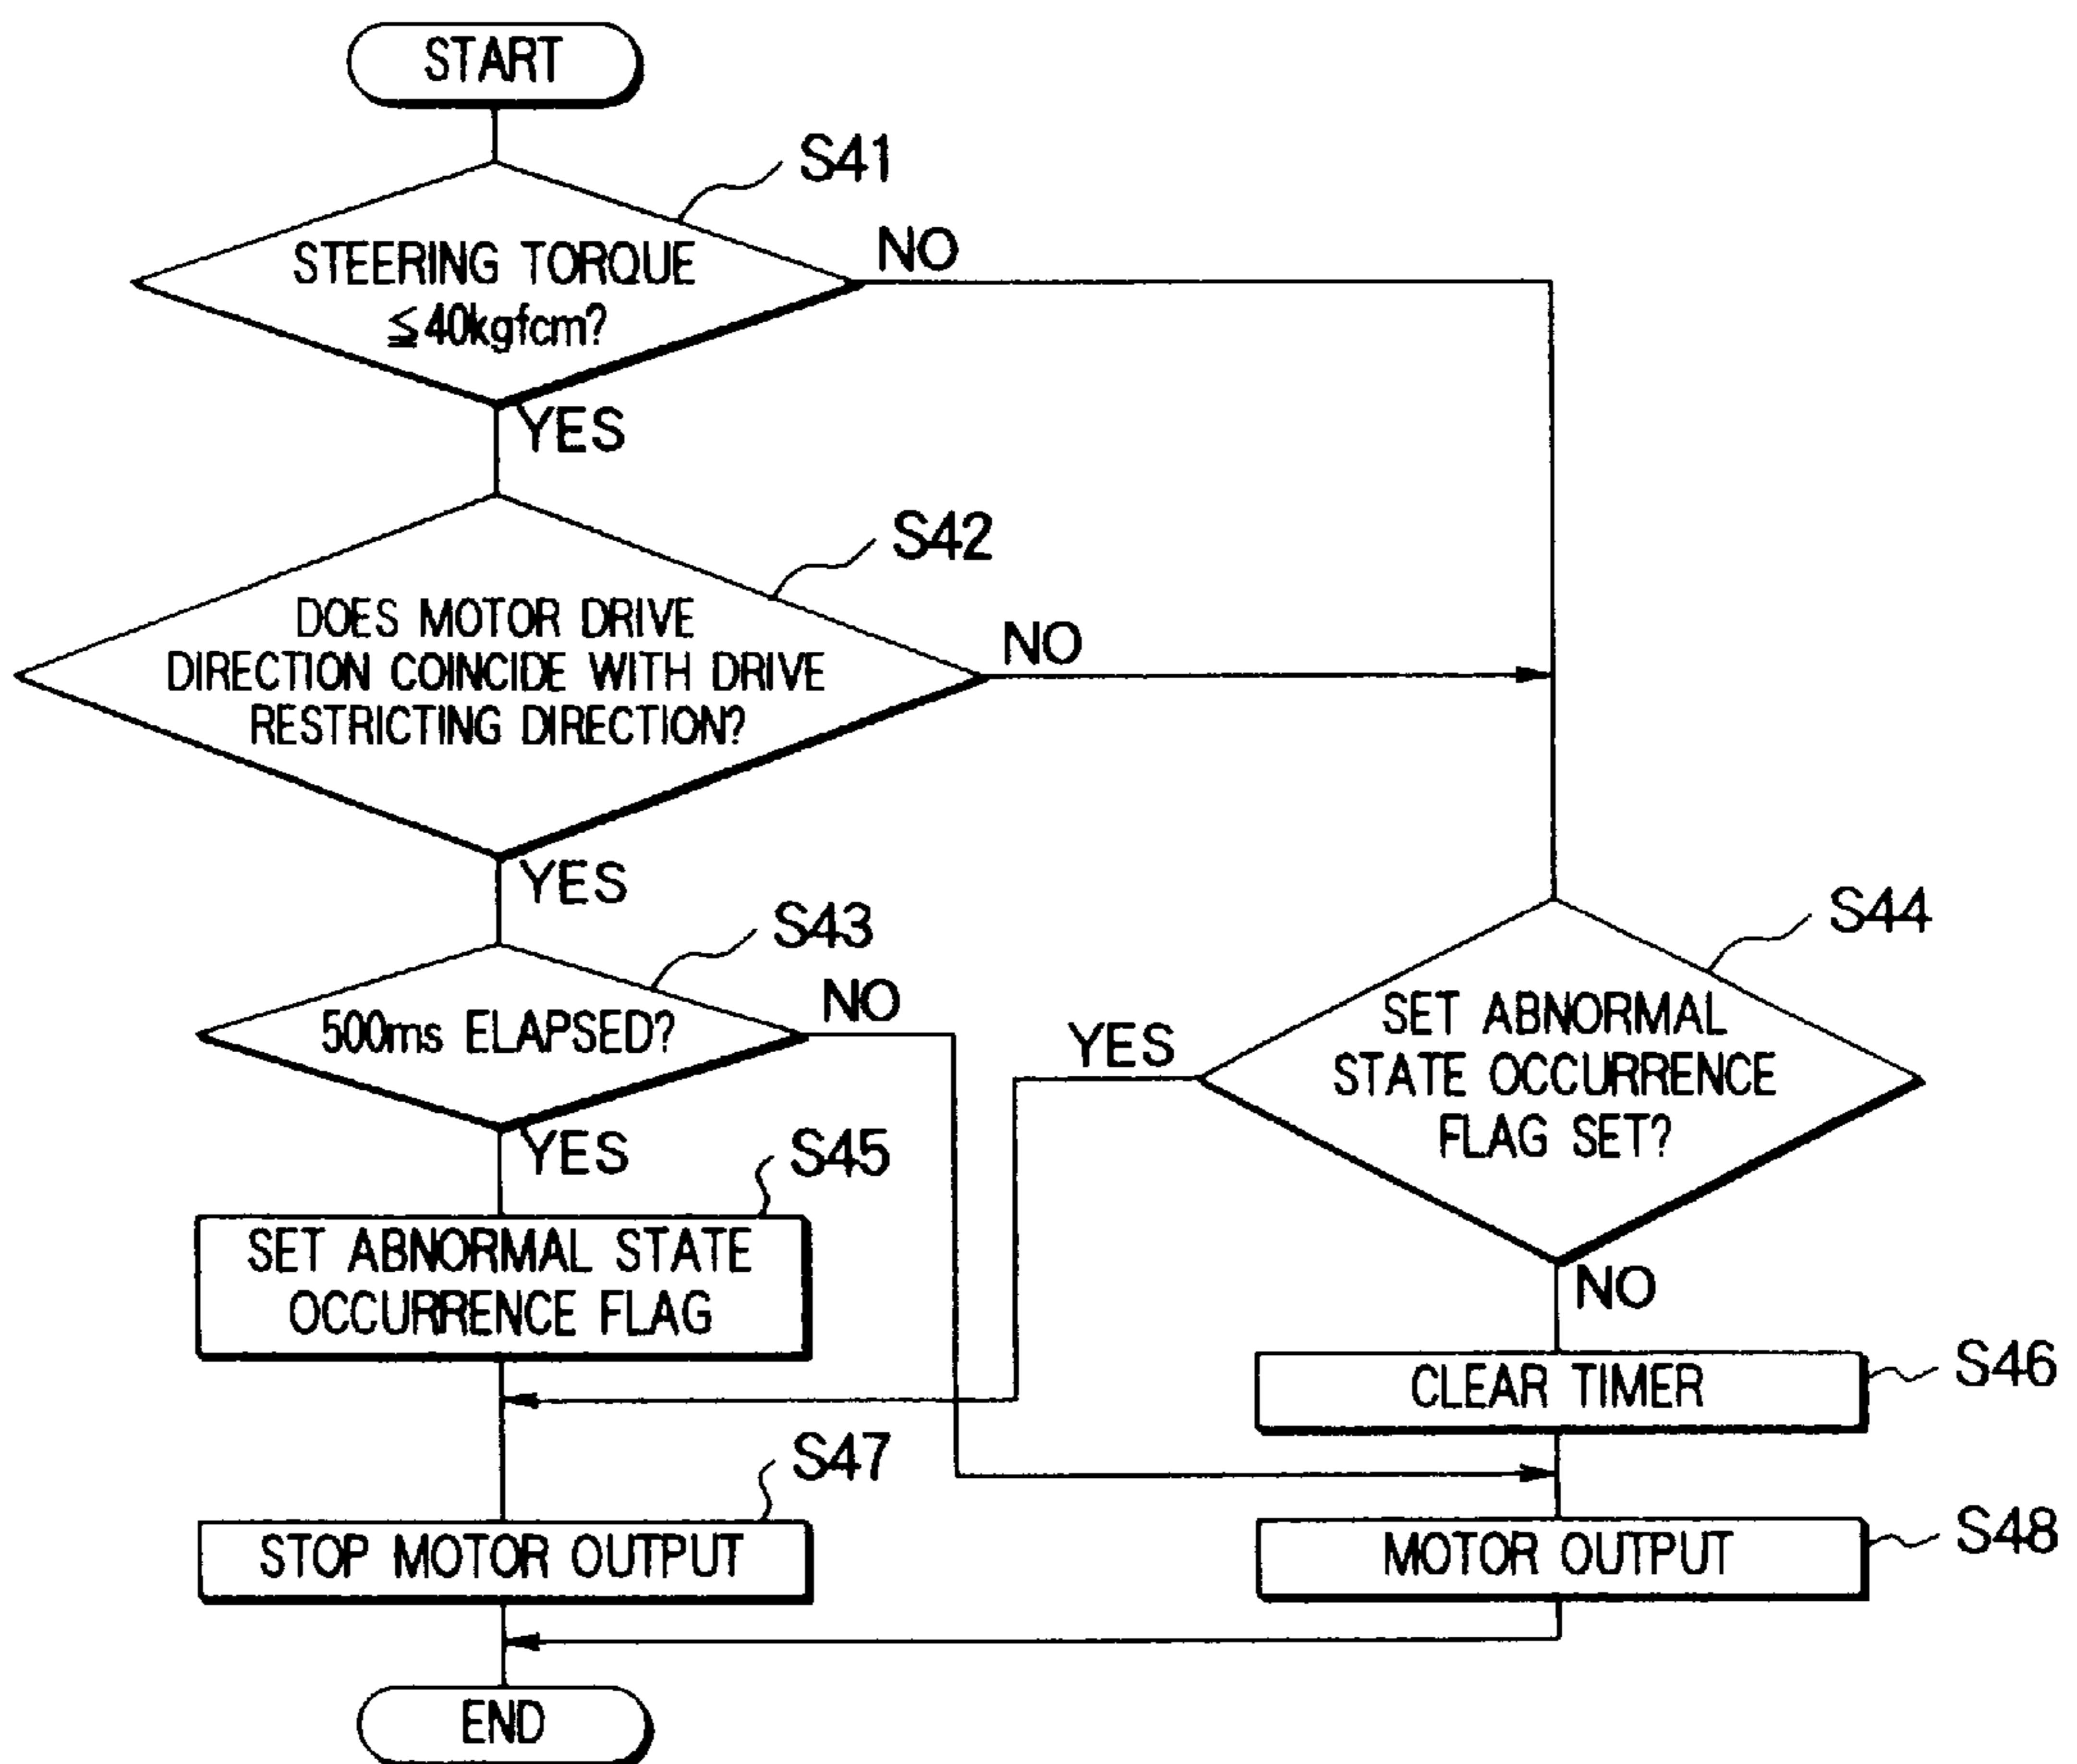 START
S41
STEERING TORQUE
≦40kgfcm?
NO
YES
S42
DOES MOTOR DRIVE
DIRECTION COINCIDE WITH DRIVE
RESTRICTING DIRECTION?
NO
YES
S43
500ms ELAPSED?
NO
YES
S44
SET ABNORMAL
STATE OCCURRENCE
FLAG SET?
YES
NO
S45
SET ABNORMAL STATE
OCCURRENCE FLAG
S46
CLEAR TIMER
S47
STOP MOTOR OUTPUT
S48
MOTOR OUTPUT
END